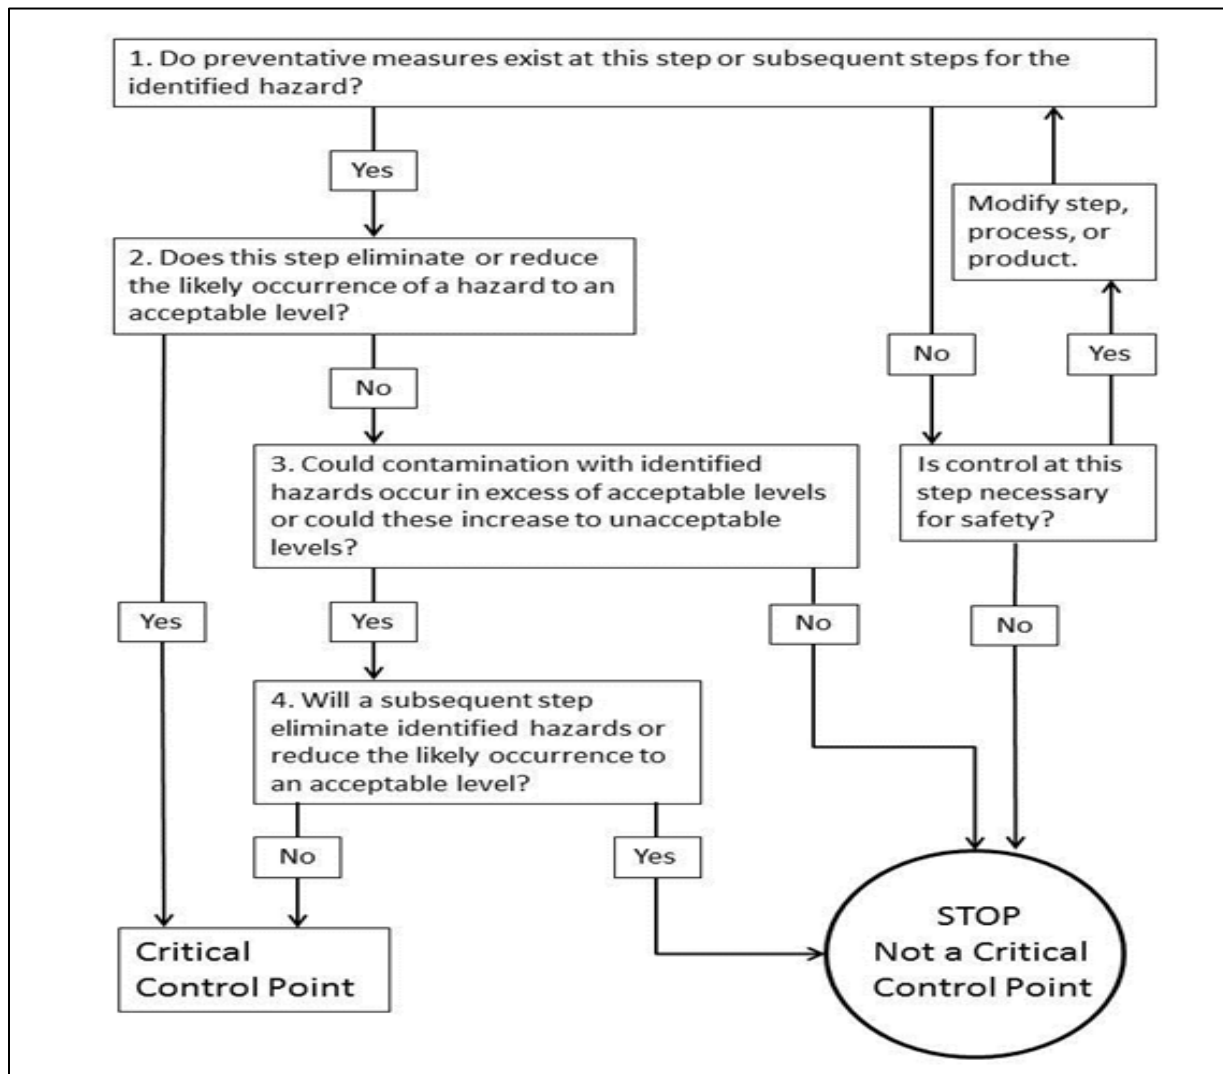 1. Do preventative measures exist at this step or subsequent steps for the
identified hazard?
Yes
Modify step,
process, or
product.
2. Does this step eliminate or reduce
the likely occurrence of a hazard to an
acceptable level?
No
Yes
No
3. Could contamination with identified
hazards occur in excess of acceptable levels
or could these increase to unacceptable
levels?
Is control at this
step necessary
for safety?
Yes
Yes
No
No
4. Will a subsequent step
eliminate identified hazards or
reduce the likely occurrence to
an acceptable level?
No
Yes
Critical
Control Point
STOP
Not a Critical
Control Point